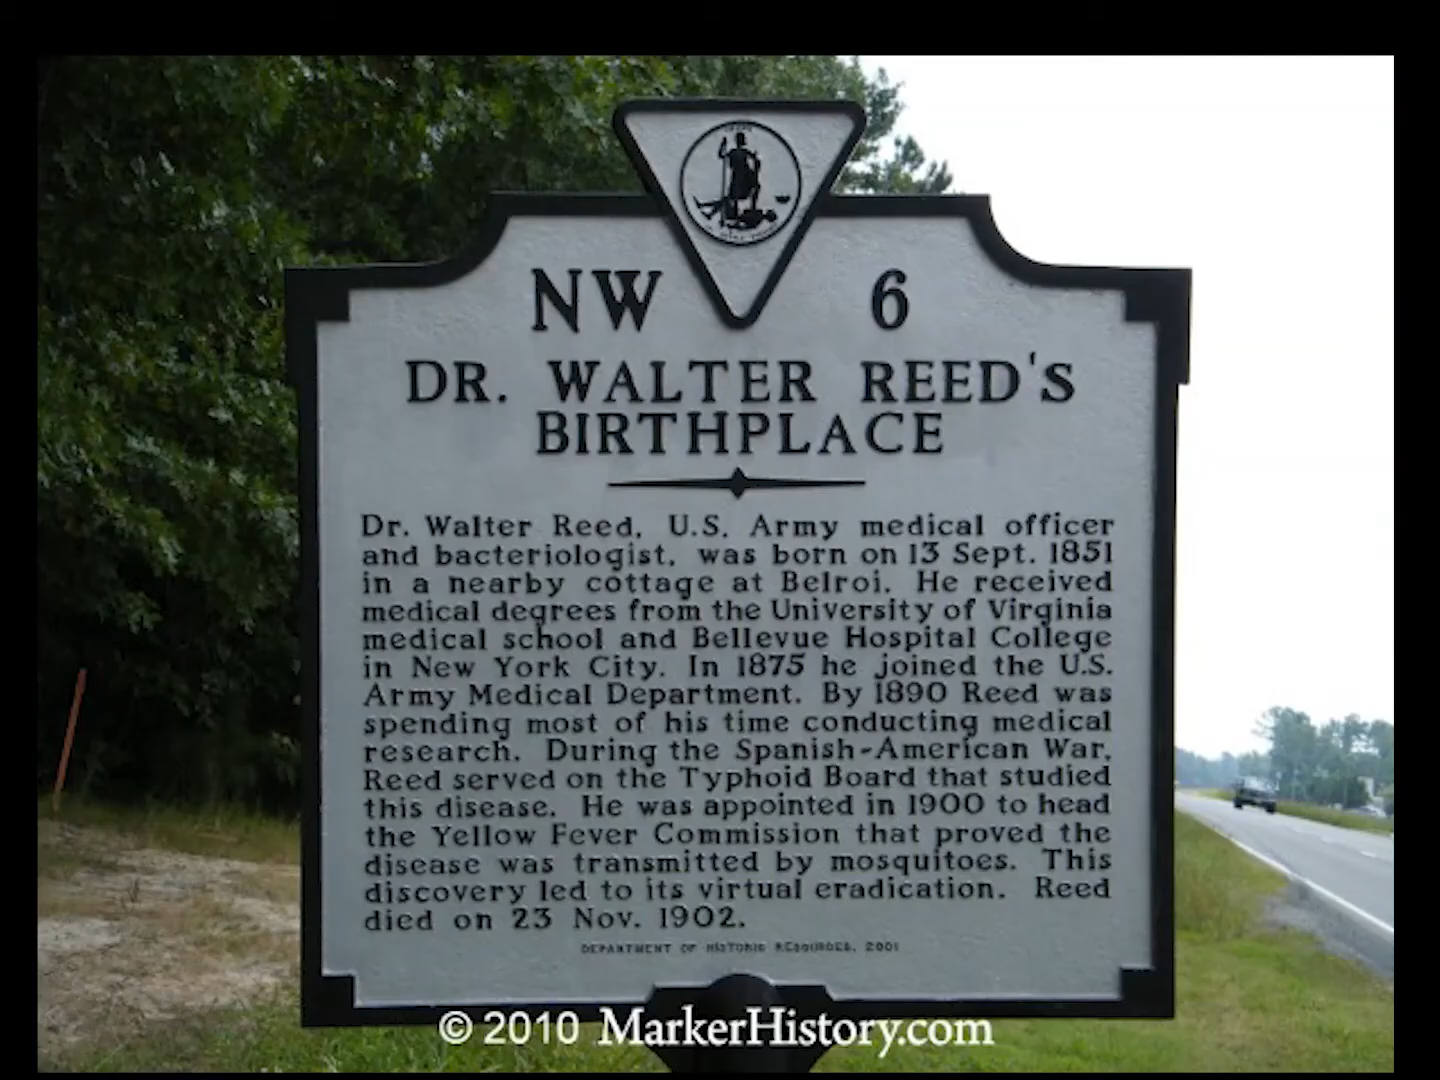 NW 6
DR. WALTER REED'S
BIRTHPLACE
Dr. Walter Reed, U.S. Army medical officer
and bacteriologist, was born on 13 Sept. 1851
in a nearby cottage at Belroi. He received
medical degrees from the University of Virginia
medical school and Bellevue Hospital College
in New York City. In 1875 he joined the U.S.
Army Medical Department. By 1890 Reed was
spending most of his time conducting medical
research. During the Spanish-American War,
Reed served on the Typhoid Board that studied
this disease. He was appointed in 1900 to head
the Yellow Fever Commission that proved the
disease was transmitted by mosquitoes. This
discovery led to its virtual eradication. Reed
died on 23 Nov. 1902.
DEPARTMENT OF HISTORIC RESOURCES, 2001
© 2010 MarkerHistory.com